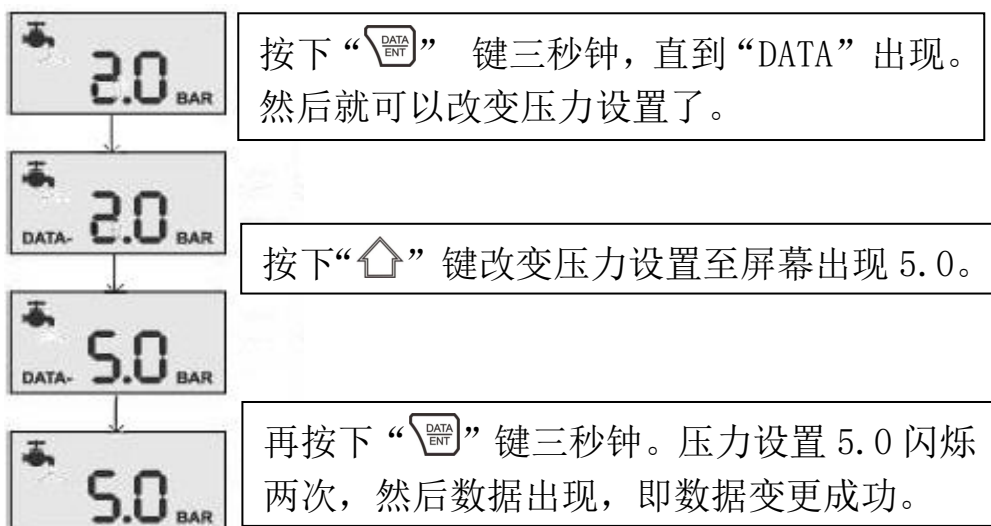 2.0 BAR
按下“DATA ENT” 键三秒钟，直到“DATA”出现。
然后就可以改变压力设置了。
DATA- 2.0 BAR
按下“⇧”键改变压力设置至屏幕出现 5.0。
DATA- 5.0 BAR
再按下“DATA ENT”键三秒钟。压力设置 5.0 闪烁
两次，然后数据出现，即数据变更成功。
5.0 BAR